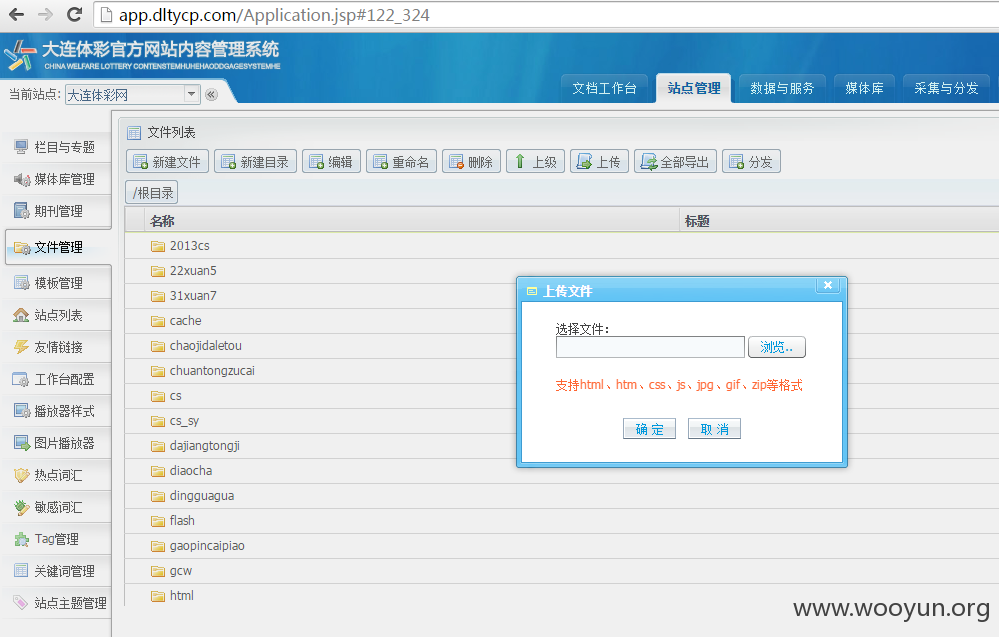 app.dltycp.com/Application.jsp#122_324
大连体彩官方网站内容管理系统
CHINA WELFARE LOTTERY CONTENSTEMHUHEHAODDGAGESYSTEMHE
当前站点: 大连体彩网
文档工作台 站点管理 数据与服务 媒体库 采集与分发
栏目与专题
媒体库管理
期刊管理
文件管理
模板管理
站点列表
友情链接
工作台配置
播放器样式
图片播放器
热点词汇
敏感词汇
Tag管理
关键词管理
站点主题管理
文件列表
新建文件 新建目录 编辑 重命名 删除 上级 上传 全部导出 分发
/根目录
名称 标题
2013cs
22xuan5
31xuan7
cache
chaojidaletou
chuantongzucai
cs
cs_sy
dajiangtongji
diaocha
dingguagua
flash
gaopincaipiao
gcw
html
上传文件
选择文件:
浏览..
支持html、htm、css、js、jpg、gif、zip等格式
确 定 取 消
www.wooyun.org